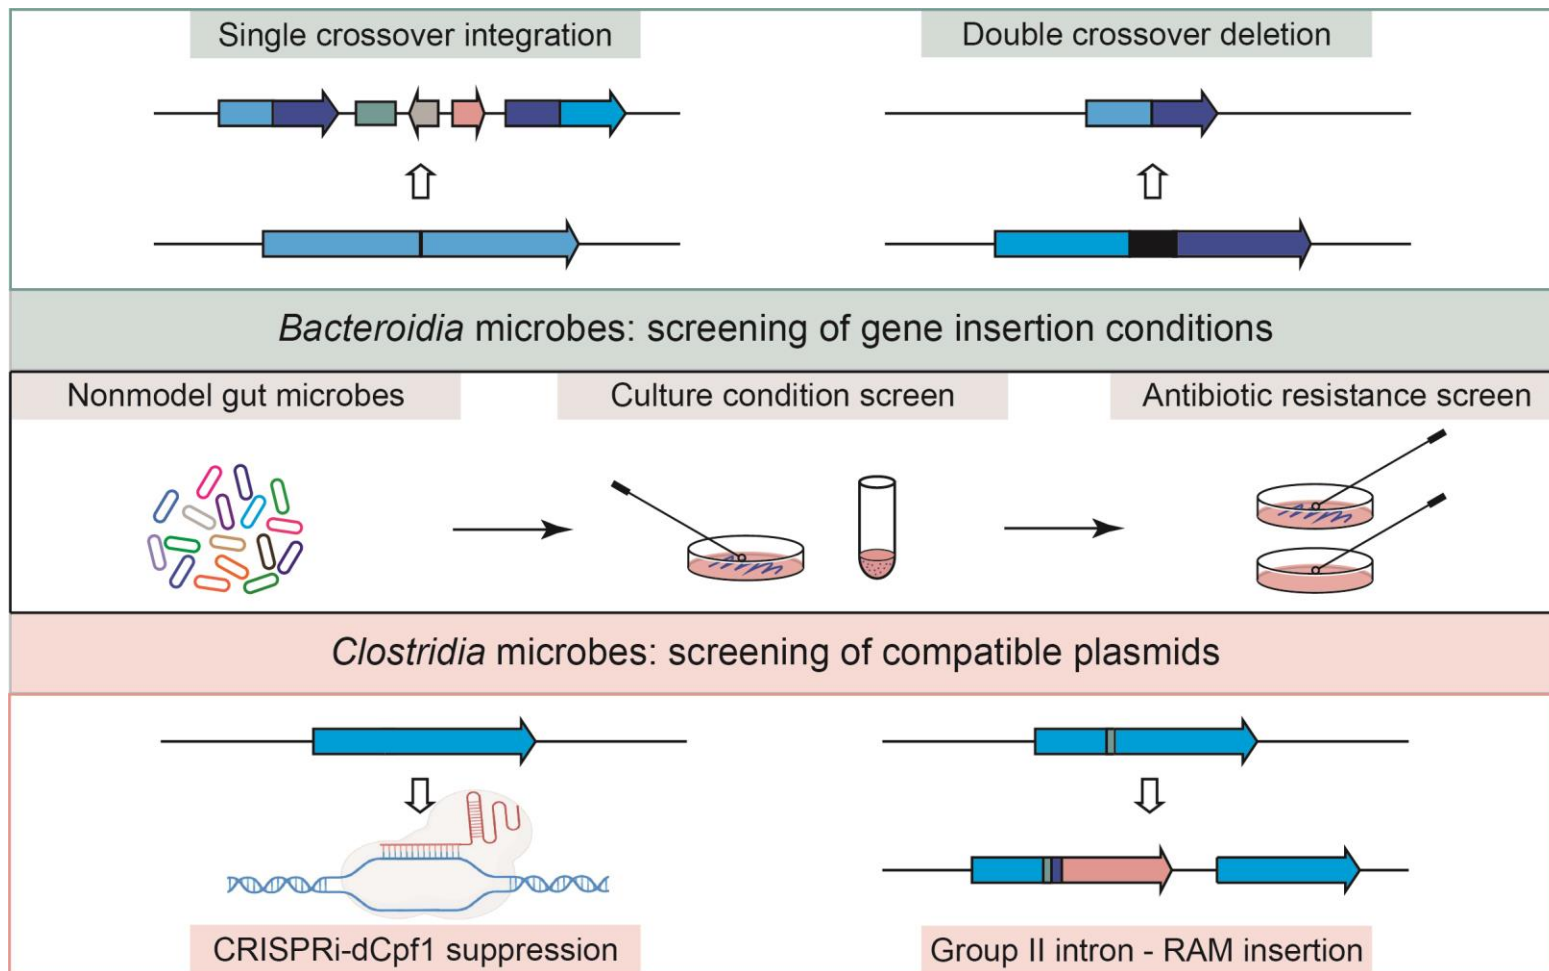 Single crossover integration
Double crossover deletion
Bacteroidia microbes: screening of gene insertion conditions
Nonmodel gut microbes
Culture condition screen
Antibiotic resistance screen
Clostridia microbes: screening of compatible plasmids
CRISPRi-dCpf1 suppression
Group II intron - RAM insertion